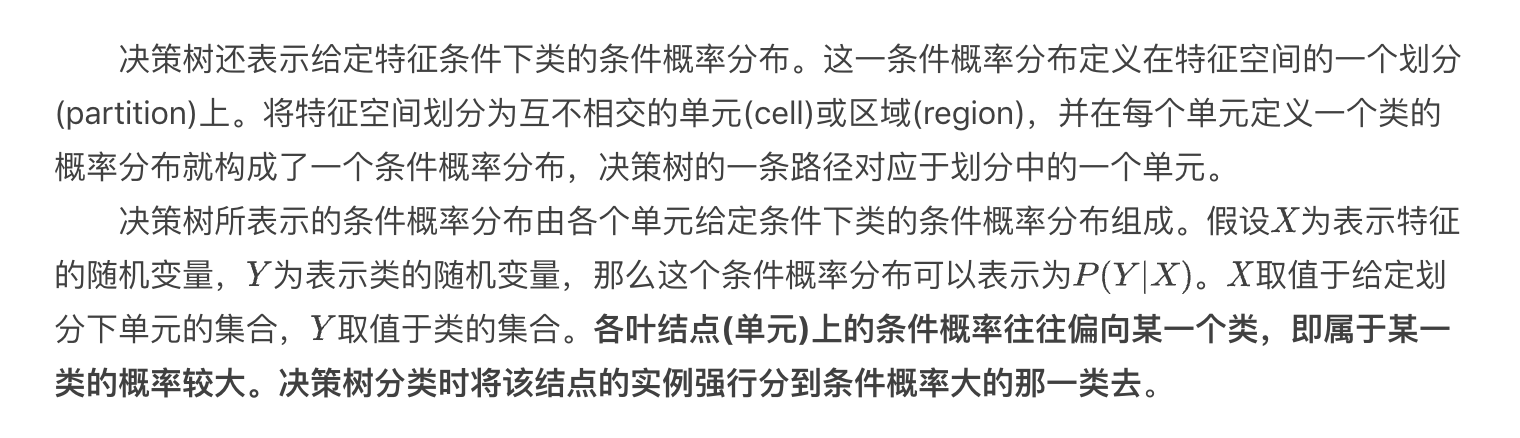 决策树还表示给定特征条件下类的条件概率分布。这一条件概率分布定义在特征空间的一个划分
(partition)上。将特征空间划分为互不相交的单元(cell)或区域(region)，并在每个单元定义一个类的
概率分布就构成了一个条件概率分布，决策树的一条路径对应于划分中的一个单元。
决策树所表示的条件概率分布由各个单元给定条件下类的条件概率分布组成。假设X为表示特征
的随机变量，Y为表示类的随机变量，那么这个条件概率分布可以表示为P(Y|X)。X取值于给定划
分下单元的集合，Y取值于类的集合。各叶结点(单元)上的条件概率往往偏向某一个类，即属于某一
类的概率较大。决策树分类时将该结点的实例强行分到条件概率大的那一类去。